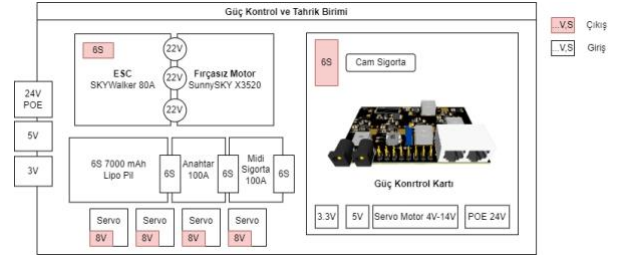 Güç Kontrol ve Tahrik Birimi
...V,S
Çıkış
...V,S
Giriş
24V
POE
5V
3V
6S
ESC
SKYWalker 80A
22V
22V
22V
Fırçasız Motor
SunnySKY X3520
6S 7000 mAh
Lipo Pil
6S
Anahtar
100A
6S
Midi
Sigorta
100A
6S
Servo
8V
Servo
8V
Servo
8V
Servo
8V
6S
Cam Sigorta
Güç Konrtrol Kartı
3.3V
5V
Servo Motor 4V-14V
POE 24V